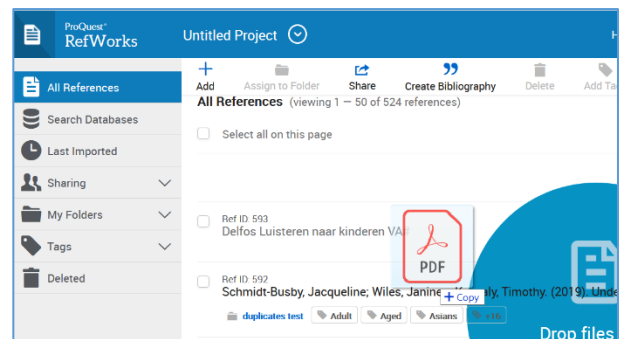 ProQuest
RefWorks
Untitled Project
H
All References
Search Databases
Last Imported
Sharing
My Folders
Tags
Deleted
Add Assign to Folder Share Create Bibliography Delete Add Ta
All References (viewing 1 – 50 of 524 references)
Select all on this page
Ref ID: 593
Delfos Luisteren naar kinderen
PDF
+ Copy
Ref ID: 592
Schmidt-Busby, Jacqueline; Wiles, Janine; Timothy. (2019). Unde
duplicates test Adult Aged Asians +16
Drop files